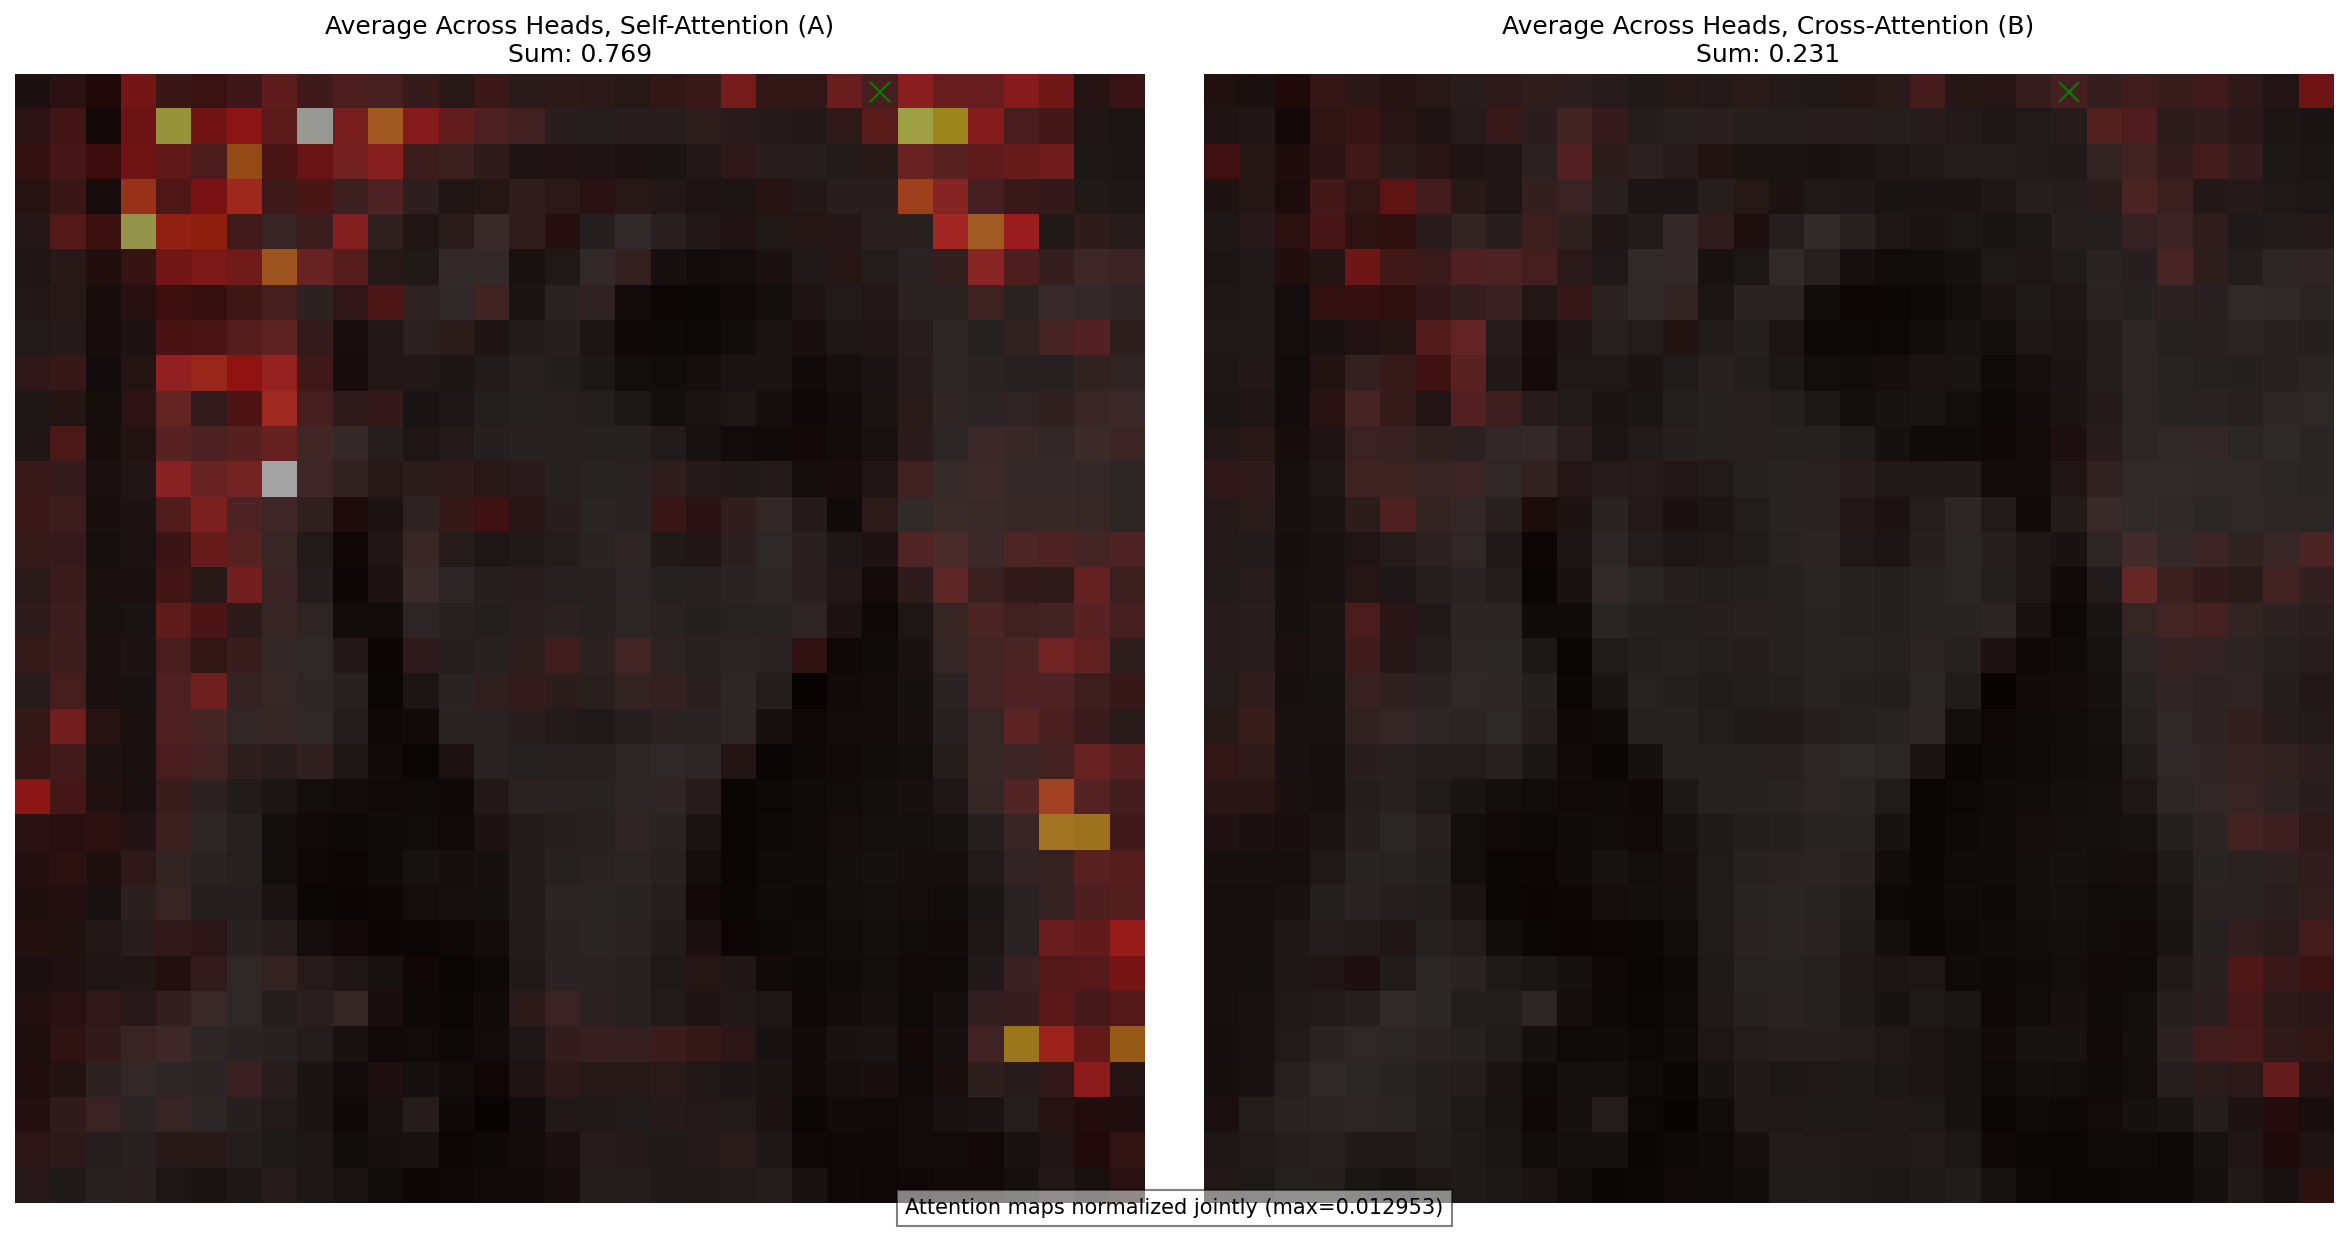 Average Across Heads, Self-Attention (A)
Sum: 0.769
Average Across Heads, Cross-Attention (B)
Sum: 0.231
Attention maps normalized jointly (max=0.012953)